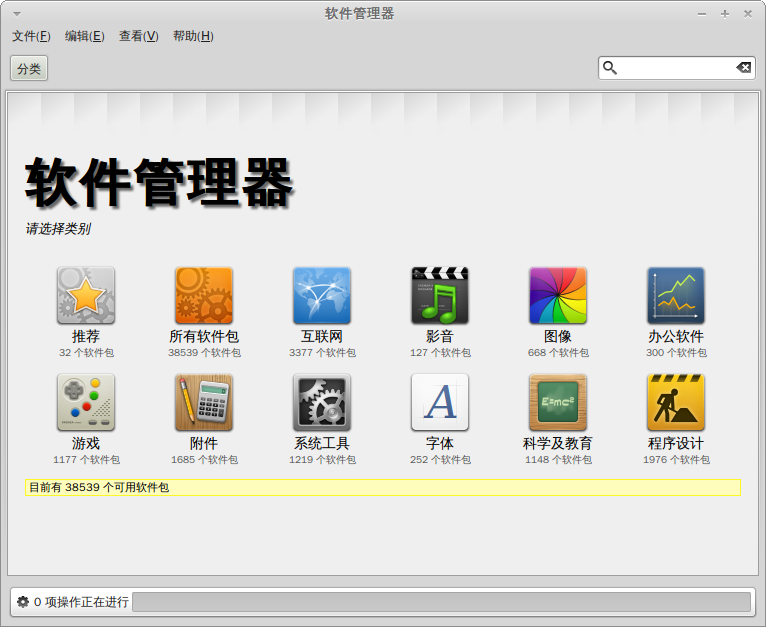 软件管理器
文件(F) 编辑(E) 查看(V) 帮助(H)
分类
软件管理器
请选择类别
推荐 所有软件包 互联网 影音 图像 办公软件
32 个软件包 38539 个软件包 3377 个软件包 127 个软件包 668 个软件包 300 个软件包
A E=mc²
游戏 附件 系统工具 字体 科学及教育 程序设计
1177 个软件包 1685 个软件包 1219 个软件包 252 个软件包 1148 个软件包 1976 个软件包
目前有 38539 个可用软件包
0 项操作正在进行